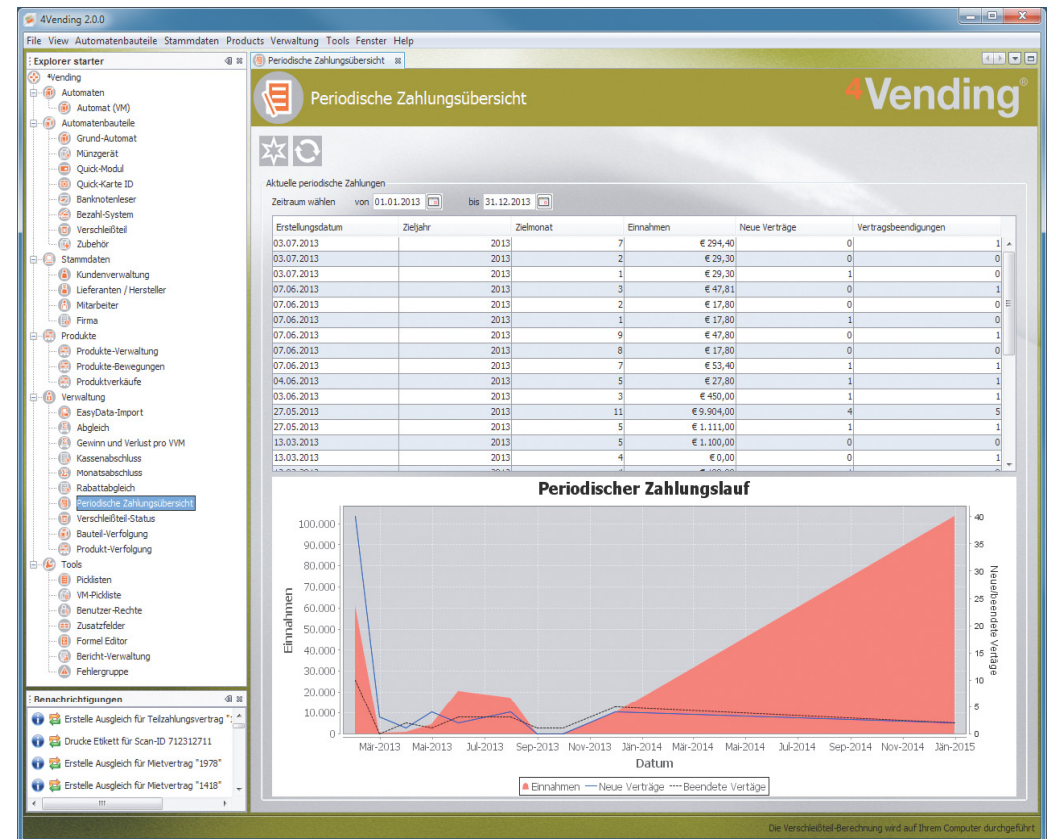 4Vending 2.0.0
File View Automatenbauteile Stammdaten Products Verwaltung Tools Fenster Help
Explorer starter
4Vending
Automaten
Automat (VM)
Automatenbauteile
Grund-Automat
Münzgerät
Quick-Modul
Quick-Karte ID
Banknotenleser
Bezahl-System
Verschleißteil
Zubehör
Stammdaten
Kundenverwaltung
Lieferanten / Hersteller
Mitarbeiter
Firma
Produkte
Produkte-Verwaltung
Produkte-Bewegungen
Produktverkäufe
Verwaltung
EasyData-Import
Abgleich
Gewinn und Verlust pro VVM
Kassenabschluss
Monatsabschluss
Rabattabgleich
Periodische Zahlungsübersicht
Verschleißteil-Status
Bauteil-Verfolgung
Produkt-Verfolgung
Tools
Picklisten
VM-Pickliste
Benutzer-Rechte
Zusatzfelder
Formel Editor
Bericht-Verwaltung
Fehlergruppe
Benachrichtigungen
Erstelle Ausgleich für Teilzahlungsvertrag
Drucke Etikett für Scan-ID 712312711
Erstelle Ausgleich für Mietvertrag "1978"
Erstelle Ausgleich für Mietvertrag "1418"
Periodische Zahlungsübersicht
Periodische Zahlungsübersicht
4Vending®
Aktuelle periodische Zahlungen
Zeitraum wählen von 01.01.2013 bis 31.12.2013
Erstellungsdatum Zieljahr Zielmonat Einnahmen Neue Verträge Vertragsbeendigungen
03.07.2013 2013 7 € 294,40 0 1
03.07.2013 2013 2 € 29,30 0 0
03.07.2013 2013 1 € 29,30 1 0
07.06.2013 2013 3 € 47,81 0 1
07.06.2013 2013 2 € 17,80 0 0
07.06.2013 2013 1 € 17,80 1 0
07.06.2013 2013 9 € 47,80 0 1
07.06.2013 2013 8 € 17,80 0 0
07.06.2013 2013 7 € 53,40 1 1
04.06.2013 2013 5 € 27,80 1 1
03.06.2013 2013 3 € 450,00 1 1
27.05.2013 2013 11 € 9.904,00 4 5
27.05.2013 2013 5 € 1.111,00 1 1
13.03.2013 2013 5 € 1.100,00 0 0
13.03.2013 2013 4 € 0,00 0 1
Periodischer Zahlungslauf
Einnahmen
100.000
90.000
80.000
70.000
60.000
50.000
40.000
30.000
20.000
10.000
0
40
35
30
25
20
15
10
5
0
Neue/beendete Vertäge
Mär-2013 Mai-2013 Jul-2013 Sep-2013 Nov-2013 Jän-2014 Mär-2014 Mai-2014 Jul-2014 Sep-2014 Nov-2014 Jän-2015
Datum
Einnahmen Neue Verträge Beendete Vertäge
Die Verschleißteil-Berechnung wird auf Ihrem Computer durchgeführt